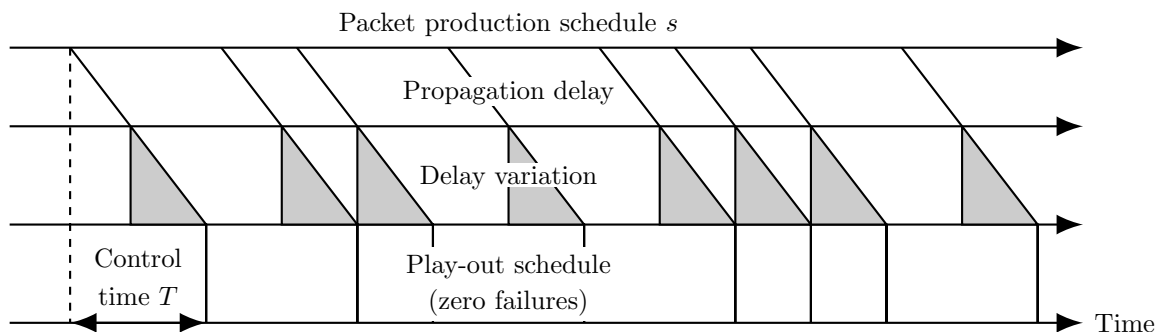 Packet production schedule s
Propagation delay
Delay variation
Control
time T
Play-out schedule
(zero failures)
Time